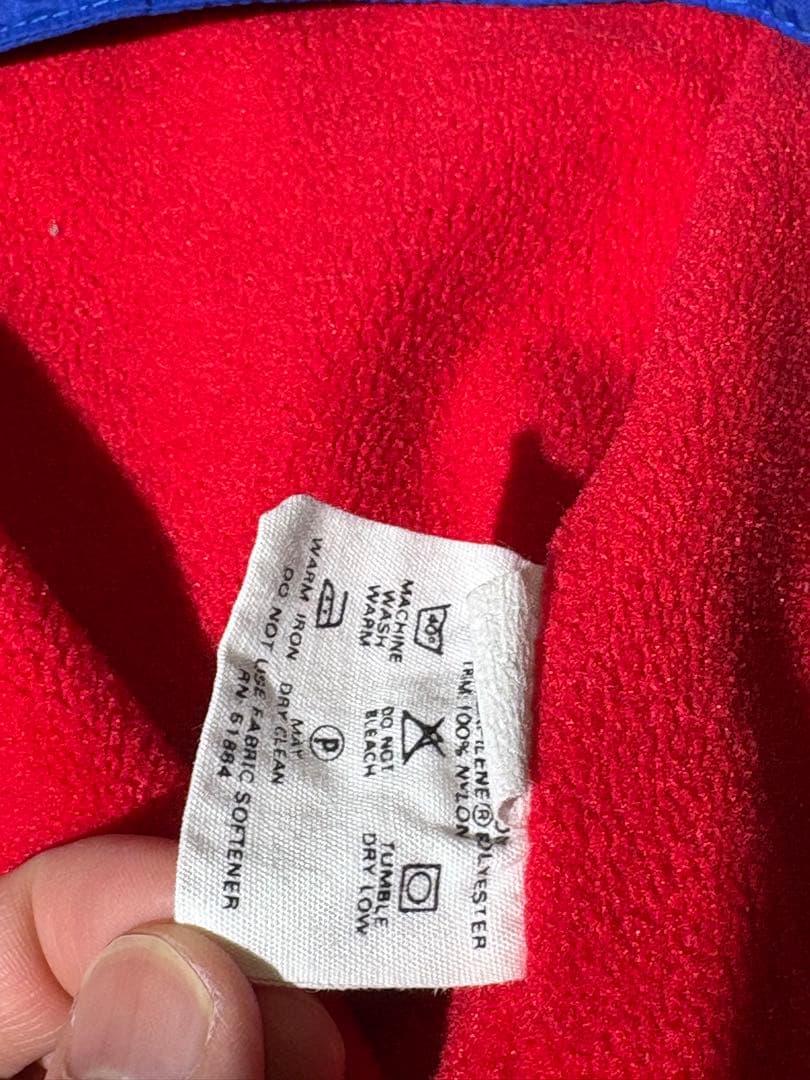 POLYESTER
TRIM: 100% NYLON
40°
MACHINE
WASH
WARM
DO NOT
BLEACH
TUMBLE
DRY LOW
WARM IRON
P
MAY
DRY CLEAN
DO NOT USE FABRIC SOFTENER
RN 51884